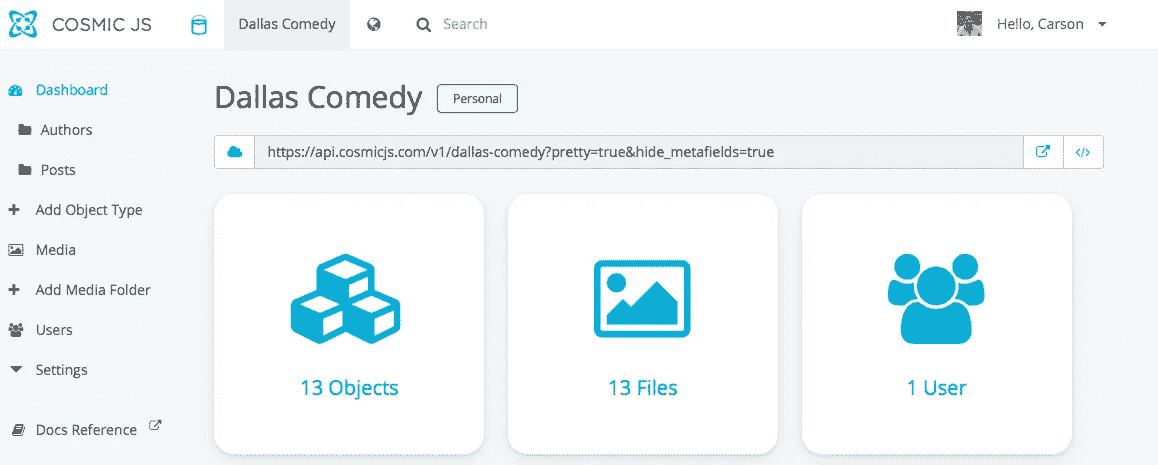 COSMIC JS
Dallas Comedy
Search
Hello, Carson
Dashboard
Authors
Posts
Add Object Type
Media
Add Media Folder
Users
Settings
Docs Reference
Dallas Comedy
Personal
https://api.cosmicjs.com/v1/dallas-comedy?pretty=true&hide_metafields=true
13 Objects
13 Files
1 User